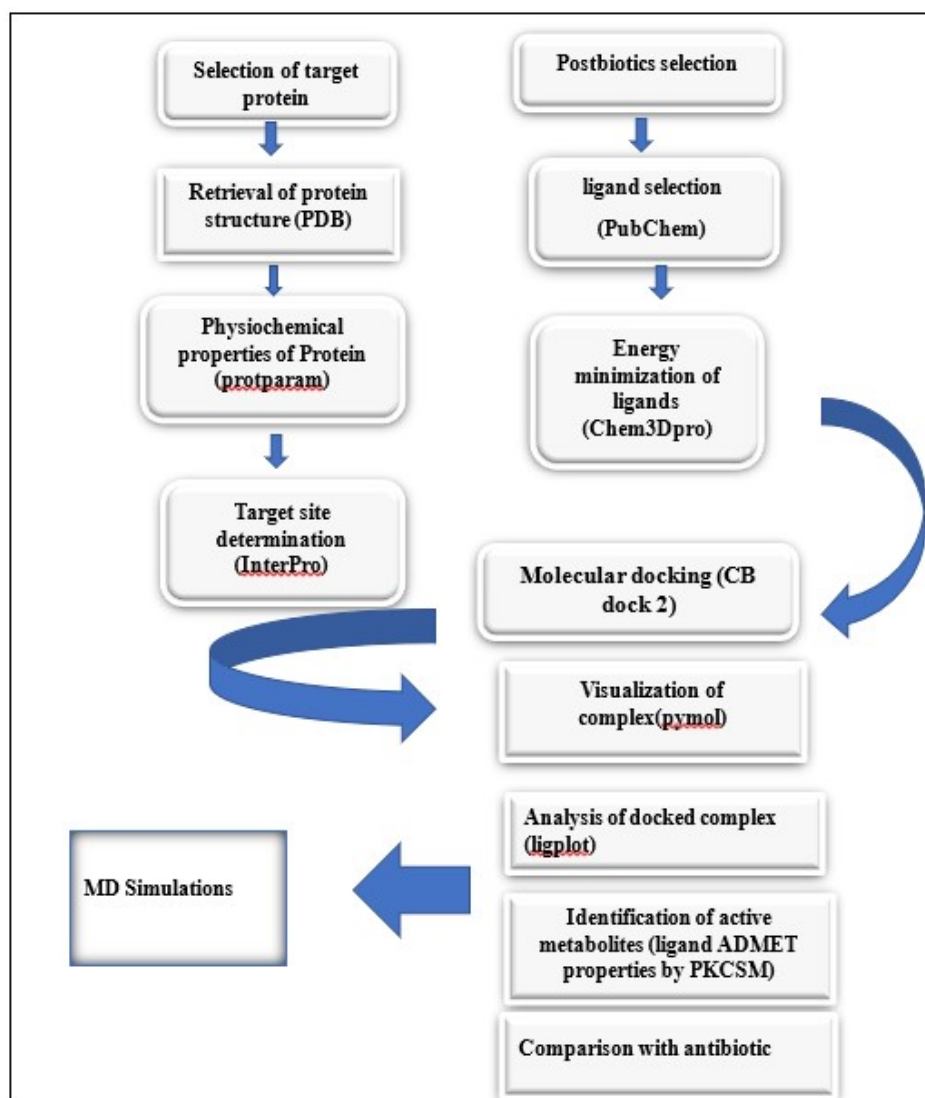 Selection of target
protein
Retrieval of protein
structure (PDB)
Physiochemical
properties of Protein
(protparam)
Target site
determination
(InterPro)
Postbiotics selection
ligand selection
(PubChem)
Energy
minimization of
ligands
(Chem3Dpro)
Molecular docking (CB
dock 2)
Visualization of
complex(pymol)
Analysis of docked complex
(ligplot)
Identification of active
metabolites (ligand ADMET
properties by PKCSM)
Comparison with antibiotic
MD Simulations